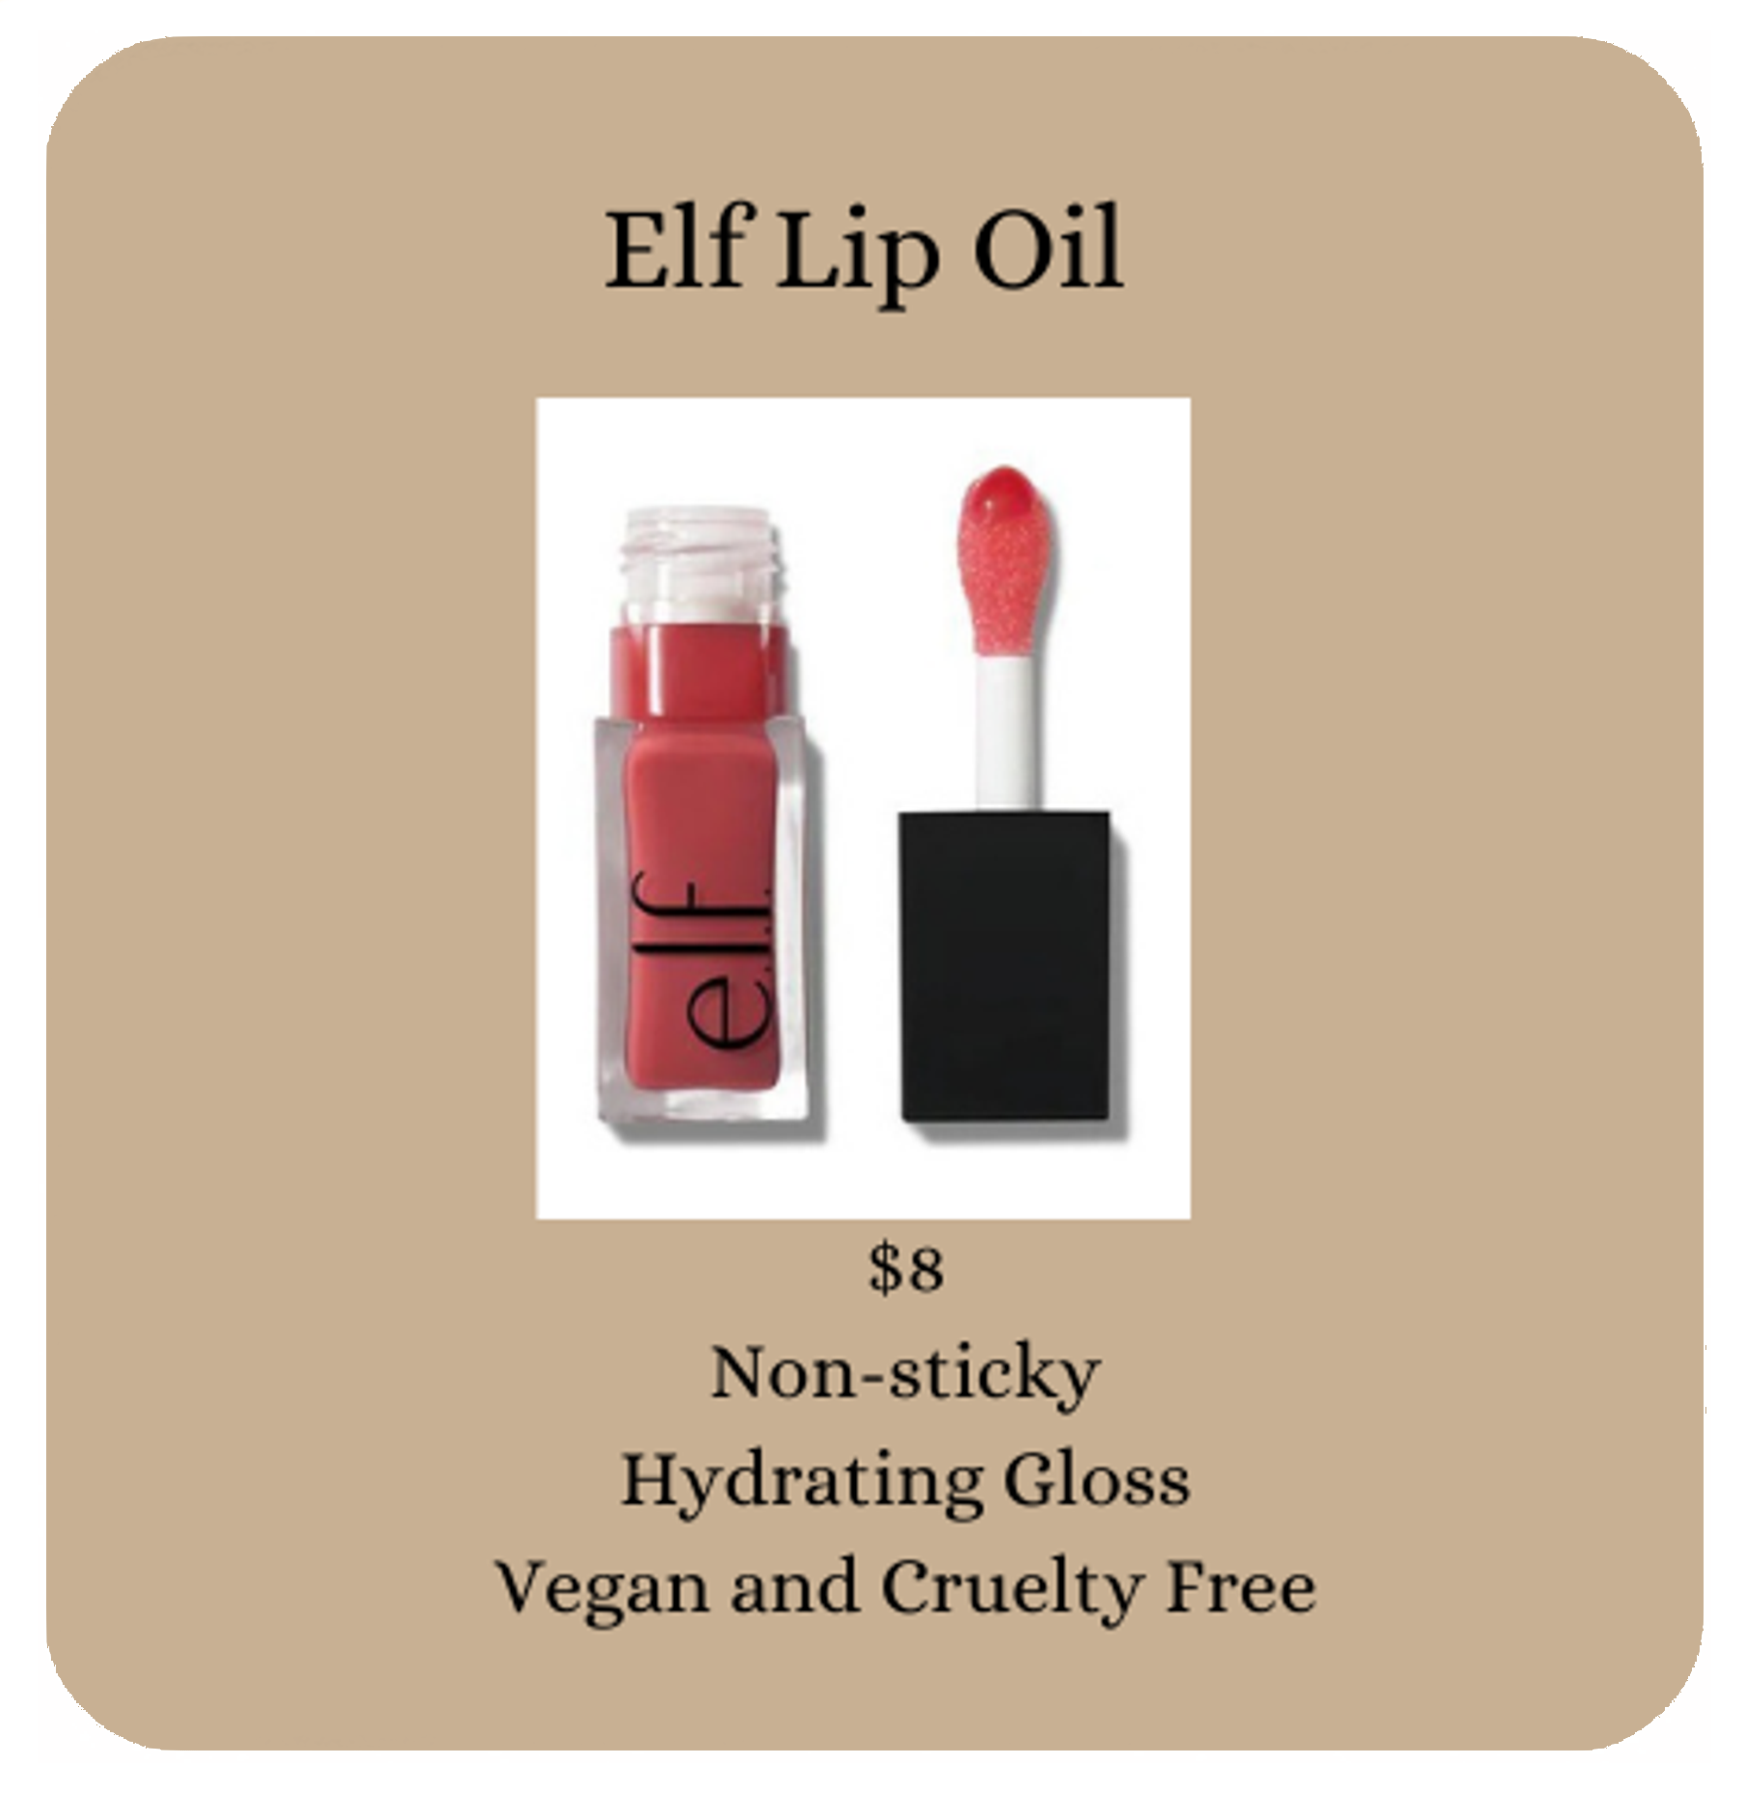 Elf Lip Oil
e.l.f.
$8
Non-sticky
Hydrating Gloss
Vegan and Cruelty Free